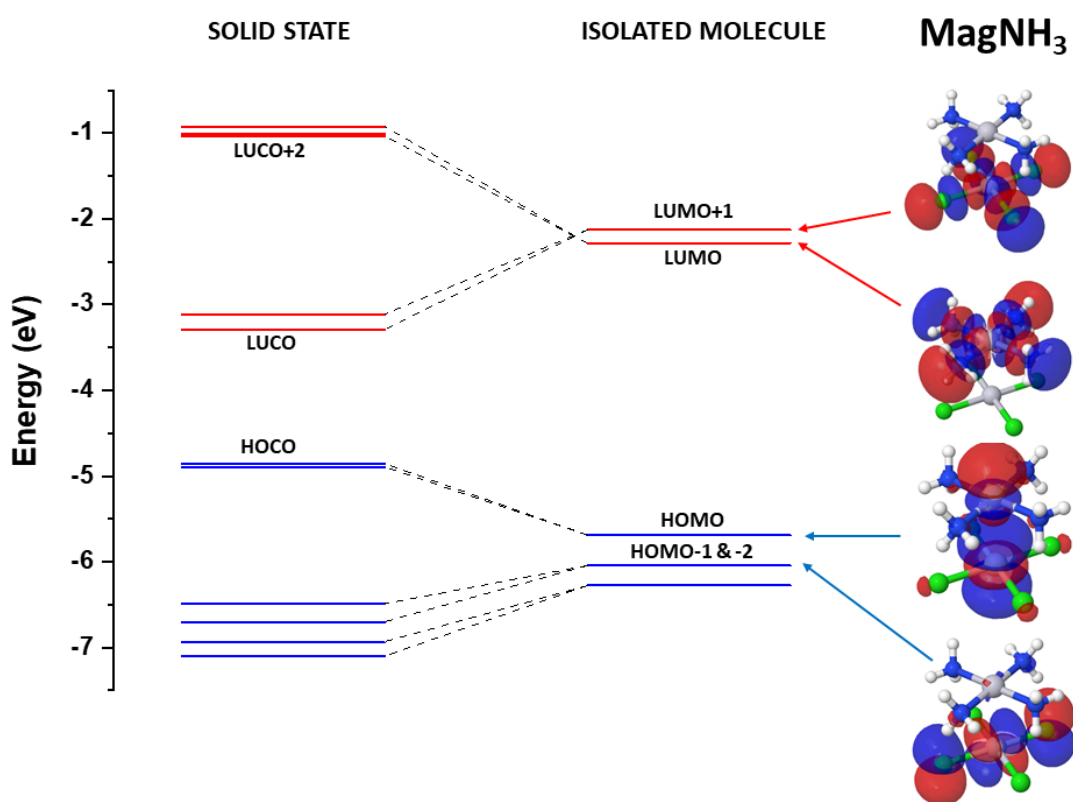 SOLID STATE
ISOLATED MOLECULE
MagNH₃
Energy (eV)
-1
-2
-3
-4
-5
-6
-7
LUCO+2
LUMO+1
LUMO
LUCO
HOCO
HOMO
HOMO-1 & -2